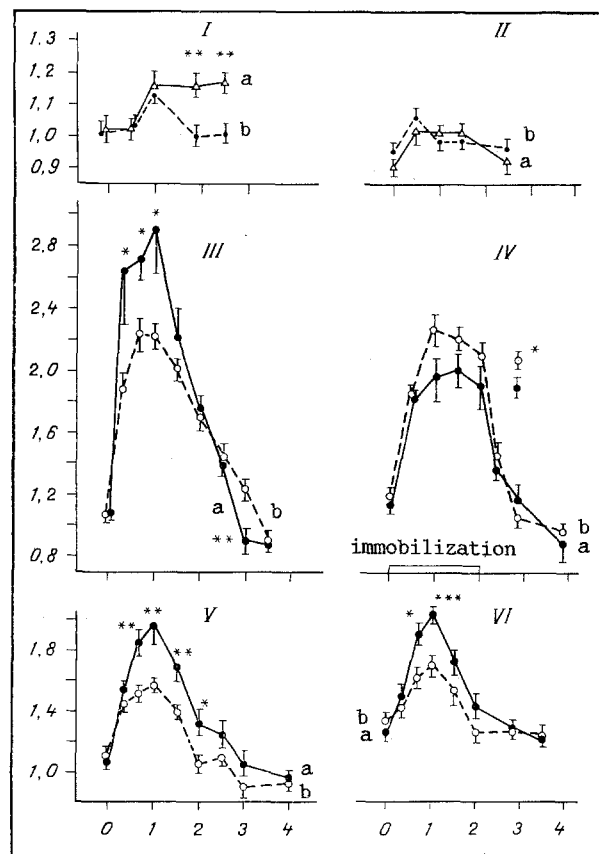 I II
1,3
1,2
1,1
1,0
0,9
** **
a
b
b
a
III IV
2,8
2,4
2,0
1,6
1,2
0,8
* * *
a b
**
*
b
a
immobilization
V VI
1,8
1,4
1,0
** ** ** *
a
b
* ***
b
a
0 1 2 3 4 0 1 2 3 4